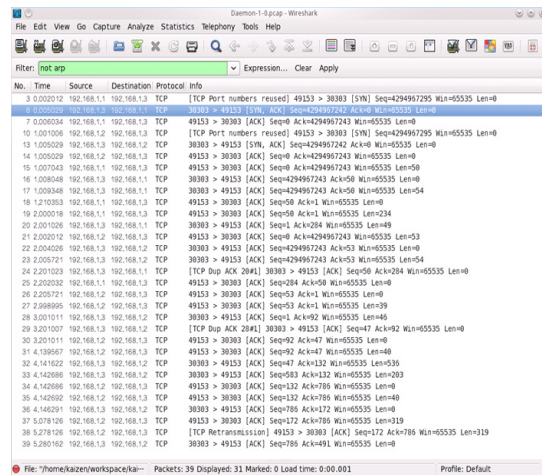 Daemon-1-0.pcap - Wireshark
File Edit View Go Capture Analyze Statistics Telephony Tools Help
Filter: not arp Expression... Clear Apply
No. Time Source Destination Protocol Info
3 0,002012 192,168,1,1 192,168,1,3 TCP [TCP Port numbers reused] 49153 > 30303 [SYN] Seq=4294967295 Win=65535 Len=0
6 0,005029 192,168,1,3 192,168,1,1 TCP 30303 > 49153 [SYN, ACK] Seq=4294967242 Ack=0 Win=65535 Len=0
7 0,006034 192,168,1,1 192,168,1,3 TCP 49153 > 30303 [ACK] Seq=0 Ack=4294967243 Win=65535 Len=0
10 1,001006 192,168,1,2 192,168,1,3 TCP [TCP Port numbers reused] 49153 > 30303 [SYN] Seq=4294967295 Win=65535 Len=0
13 1,005029 192,168,1,3 192,168,1,2 TCP 30303 > 49153 [SYN, ACK] Seq=4294967242 Ack=0 Win=65535 Len=0
14 1,005029 192,168,1,2 192,168,1,3 TCP 49153 > 30303 [ACK] Seq=0 Ack=4294967243 Win=65535 Len=0
15 1,007043 192,168,1,1 192,168,1,3 TCP 49153 > 30303 [ACK] Seq=0 Ack=4294967243 Win=65535 Len=50
16 1,008048 192,168,1,3 192,168,1,1 TCP 30303 > 49153 [ACK] Seq=4294967243 Ack=50 Win=65535 Len=0
17 1,009348 192,168,1,3 192,168,1,1 TCP 30303 > 49153 [ACK] Seq=4294967243 Ack=50 Win=65535 Len=54
18 1,210353 192,168,1,1 192,168,1,3 TCP 49153 > 30303 [ACK] Seq=50 Ack=1 Win=65535 Len=0
19 2,000018 192,168,1,1 192,168,1,3 TCP 49153 > 30303 [ACK] Seq=50 Ack=1 Win=65535 Len=234
20 2,001026 192,168,1,3 192,168,1,1 TCP 30303 > 49153 [ACK] Seq=1 Ack=284 Win=65535 Len=49
21 2,002012 192,168,1,2 192,168,1,3 TCP 49153 > 30303 [ACK] Seq=0 Ack=4294967243 Win=65535 Len=53
22 2,004026 192,168,1,3 192,168,1,2 TCP 30303 > 49153 [ACK] Seq=4294967243 Ack=53 Win=65535 Len=0
23 2,005721 192,168,1,3 192,168,1,2 TCP 30303 > 49153 [ACK] Seq=4294967243 Ack=53 Win=65535 Len=54
24 2,201023 192,168,1,3 192,168,1,1 TCP [TCP Dup ACK 20#1] 30303 > 49153 [ACK] Seq=50 Ack=284 Win=65535 Len=0
25 2,202032 192,168,1,1 192,168,1,3 TCP 49153 > 30303 [ACK] Seq=284 Ack=50 Win=65535 Len=0
26 2,205721 192,168,1,2 192,168,1,3 TCP 49153 > 30303 [ACK] Seq=53 Ack=1 Win=65535 Len=0
27 2,998995 192,168,1,2 192,168,1,3 TCP 49153 > 30303 [ACK] Seq=53 Ack=1 Win=65535 Len=39
28 3,001011 192,168,1,3 192,168,1,2 TCP 30303 > 49153 [ACK] Seq=1 Ack=92 Win=65535 Len=46
29 3,201007 192,168,1,3 192,168,1,2 TCP [TCP Dup ACK 28#1] 30303 > 49153 [ACK] Seq=47 Ack=92 Win=65535 Len=0
30 3,201011 192,168,1,2 192,168,1,3 TCP 49153 > 30303 [ACK] Seq=92 Ack=47 Win=65535 Len=0
31 4,139567 192,168,1,2 192,168,1,3 TCP 49153 > 30303 [ACK] Seq=92 Ack=47 Win=65535 Len=40
32 4,141622 192,168,1,3 192,168,1,2 TCP 30303 > 49153 [ACK] Seq=47 Ack=132 Win=65535 Len=536
33 4,142686 192,168,1,3 192,168,1,2 TCP 30303 > 49153 [ACK] Seq=583 Ack=132 Win=65535 Len=203
34 4,142686 192,168,1,2 192,168,1,3 TCP 49153 > 30303 [ACK] Seq=132 Ack=786 Win=65535 Len=0
35 4,142692 192,168,1,2 192,168,1,3 TCP 49153 > 30303 [ACK] Seq=132 Ack=786 Win=65535 Len=40
36 4,146291 192,168,1,3 192,168,1,2 TCP 30303 > 49153 [ACK] Seq=786 Ack=172 Win=65535 Len=0
37 5,078126 192,168,1,2 192,168,1,3 TCP 49153 > 30303 [ACK] Seq=172 Ack=786 Win=65535 Len=319
38 5,278126 192,168,1,2 192,168,1,3 TCP [TCP Retransmission] 49153 > 30303 [ACK] Seq=172 Ack=786 Win=65535 Len=319
39 5,280162 192,168,1,3 192,168,1,2 TCP 30303 > 49153 [ACK] Seq=786 Ack=491 Win=65535 Len=0
File: "/home/kaizen/workspace/kai··· Packets: 39 Displayed: 31 Marked: 0 Load time: 0:00.001 Profile: Default